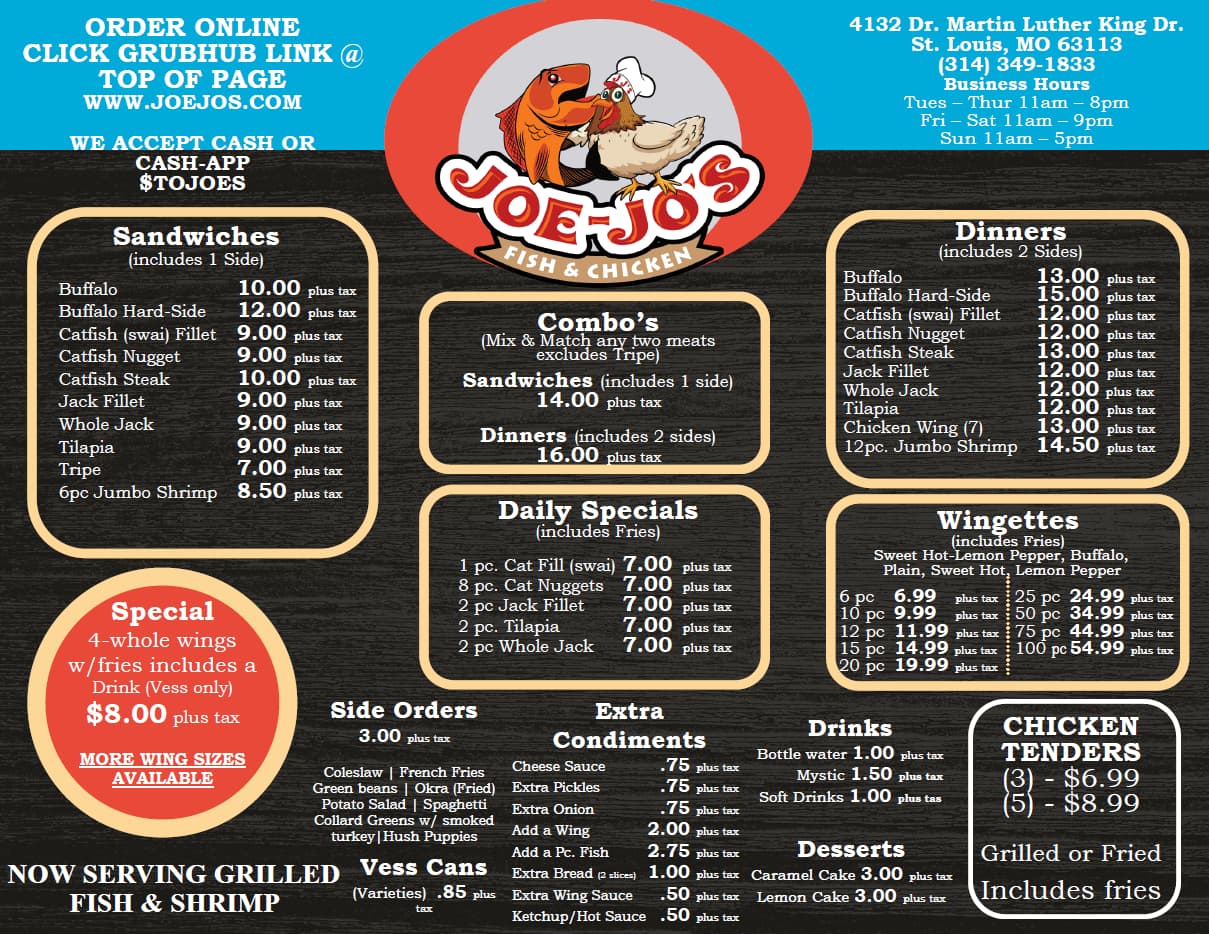 ORDER ONLINE
CLICK GRUBHUB LINK @
TOP OF PAGE
WWW.JOEJOS.COM
WE ACCEPT CASH OR
CASH-APP
$TOJOES
JJ's
JOE-JO'S
FISH & CHICKEN
4132 Dr. Martin Luther King Dr.
St. Louis, MO 63113
(314) 349-1833
Business Hours
Tues – Thur 11am – 8pm
Fri – Sat 11am – 9pm
Sun 11am – 5pm
Sandwiches
(includes 1 Side)
Buffalo 10.00 plus tax
Buffalo Hard-Side 12.00 plus tax
Catfish (swai) Fillet 9.00 plus tax
Catfish Nugget 9.00 plus tax
Catfish Steak 10.00 plus tax
Jack Fillet 9.00 plus tax
Whole Jack 9.00 plus tax
Tilapia 9.00 plus tax
Tripe 7.00 plus tax
6pc Jumbo Shrimp 8.50 plus tax
Combo's
(Mix & Match any two meats
excludes Tripe)
Sandwiches (includes 1 side)
14.00 plus tax
Dinners (includes 2 sides)
16.00 plus tax
Dinners
(includes 2 Sides)
Buffalo 13.00 plus tax
Buffalo Hard-Side 15.00 plus tax
Catfish (swai) Fillet 12.00 plus tax
Catfish Nugget 12.00 plus tax
Catfish Steak 13.00 plus tax
Jack Fillet 12.00 plus tax
Whole Jack 12.00 plus tax
Tilapia 12.00 plus tax
Chicken Wing (7) 13.00 plus tax
12pc. Jumbo Shrimp 14.50 plus tax
Daily Specials
(includes Fries)
1 pc. Cat Fill (swai) 7.00 plus tax
8 pc. Cat Nuggets 7.00 plus tax
2 pc Jack Fillet 7.00 plus tax
2 pc. Tilapia 7.00 plus tax
2 pc Whole Jack 7.00 plus tax
Wingettes
(includes Fries)
Sweet Hot-Lemon Pepper, Buffalo,
Plain, Sweet Hot, Lemon Pepper
6 pc 6.99 plus tax 25 pc 24.99 plus tax
10 pc 9.99 plus tax 50 pc 34.99 plus tax
12 pc 11.99 plus tax 75 pc 44.99 plus tax
15 pc 14.99 plus tax 100 pc 54.99 plus tax
20 pc 19.99 plus tax
Special
4-whole wings
w/fries includes a
Drink (Vess only)
$8.00 plus tax
MORE WING SIZES
AVAILABLE
NOW SERVING GRILLED
FISH & SHRIMP
Side Orders
3.00 plus tax
Coleslaw | French Fries
Green beans | Okra (Fried)
Potato Salad | Spaghetti
Collard Greens w/ smoked
turkey|Hush Puppies
Vess Cans
(Varieties) .85 plus
tax
Extra
Condiments
Cheese Sauce .75 plus tax
Extra Pickles .75 plus tax
Extra Onion .75 plus tax
Add a Wing 2.00 plus tax
Add a Pc. Fish 2.75 plus tax
Extra Bread (2 slices) 1.00 plus tax
Extra Wing Sauce .50 plus tax
Ketchup/Hot Sauce .50 plus tax
Drinks
Bottle water 1.00 plus tax
Mystic 1.50 plus tax
Soft Drinks 1.00 plus tas
Desserts
Caramel Cake 3.00 plus tax
Lemon Cake 3.00 plus tax
CHICKEN
TENDERS
(3) - $6.99
(5) - $8.99
Grilled or Fried
Includes fries